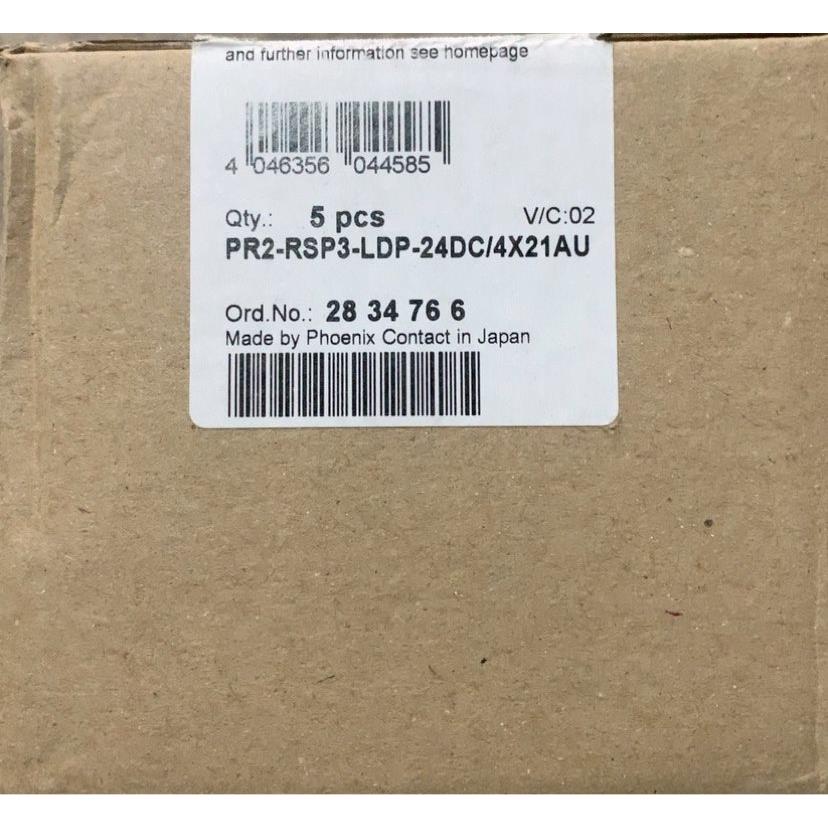 and further information see homepage
4 046356 044585
Qty.: 5 pcs V/C:02
PR2-RSP3-LDP-24DC/4X21AU
Ord.No.: 28 34 76 6
Made by Phoenix Contact in Japan